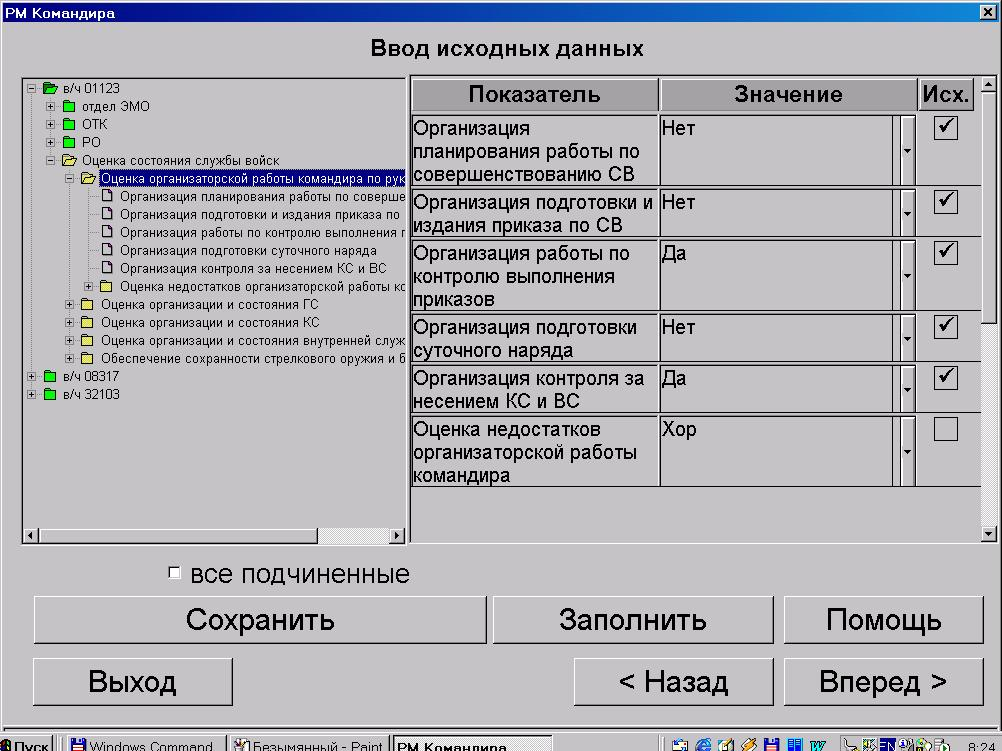 РМ Командира
Ввод исходных данных
в/ч 01123
отдел ЭМО
ОТК
РО
Оценка состояния службы войск
Оценка организаторской работы командира по рук
Организация планирования работы по соверше
Организация подготовки и издания приказа по
Организация работы по контролю выполнения п
Организация подготовки суточного наряда
Организация контроля за несением КС и ВС
Оценка недостатков организаторской работы ко
Оценка организации и состояния ГС
Оценка организации и состояния КС
Оценка организации и состояния внутренней служ
Обеспечение сохранности стрелкового оружия и б
в/ч 08317
в/ч 32103
Показатель Значение Исх.
Организация Нет
планирования работы по
совершенствованию СВ
Организация подготовки и Нет
издания приказа по СВ
Организация работы по Да
контролю выполнения
приказов
Организация подготовки Нет
суточного наряда
Организация контроля за Да
несением КС и ВС
Оценка недостатков Хор
организаторской работы
командира
все подчиненные
Сохранить Заполнить Помощь
Выход < Назад Вперед >
Пуск Windows Command Безымянный - Paint РМ Командира EN 8:24